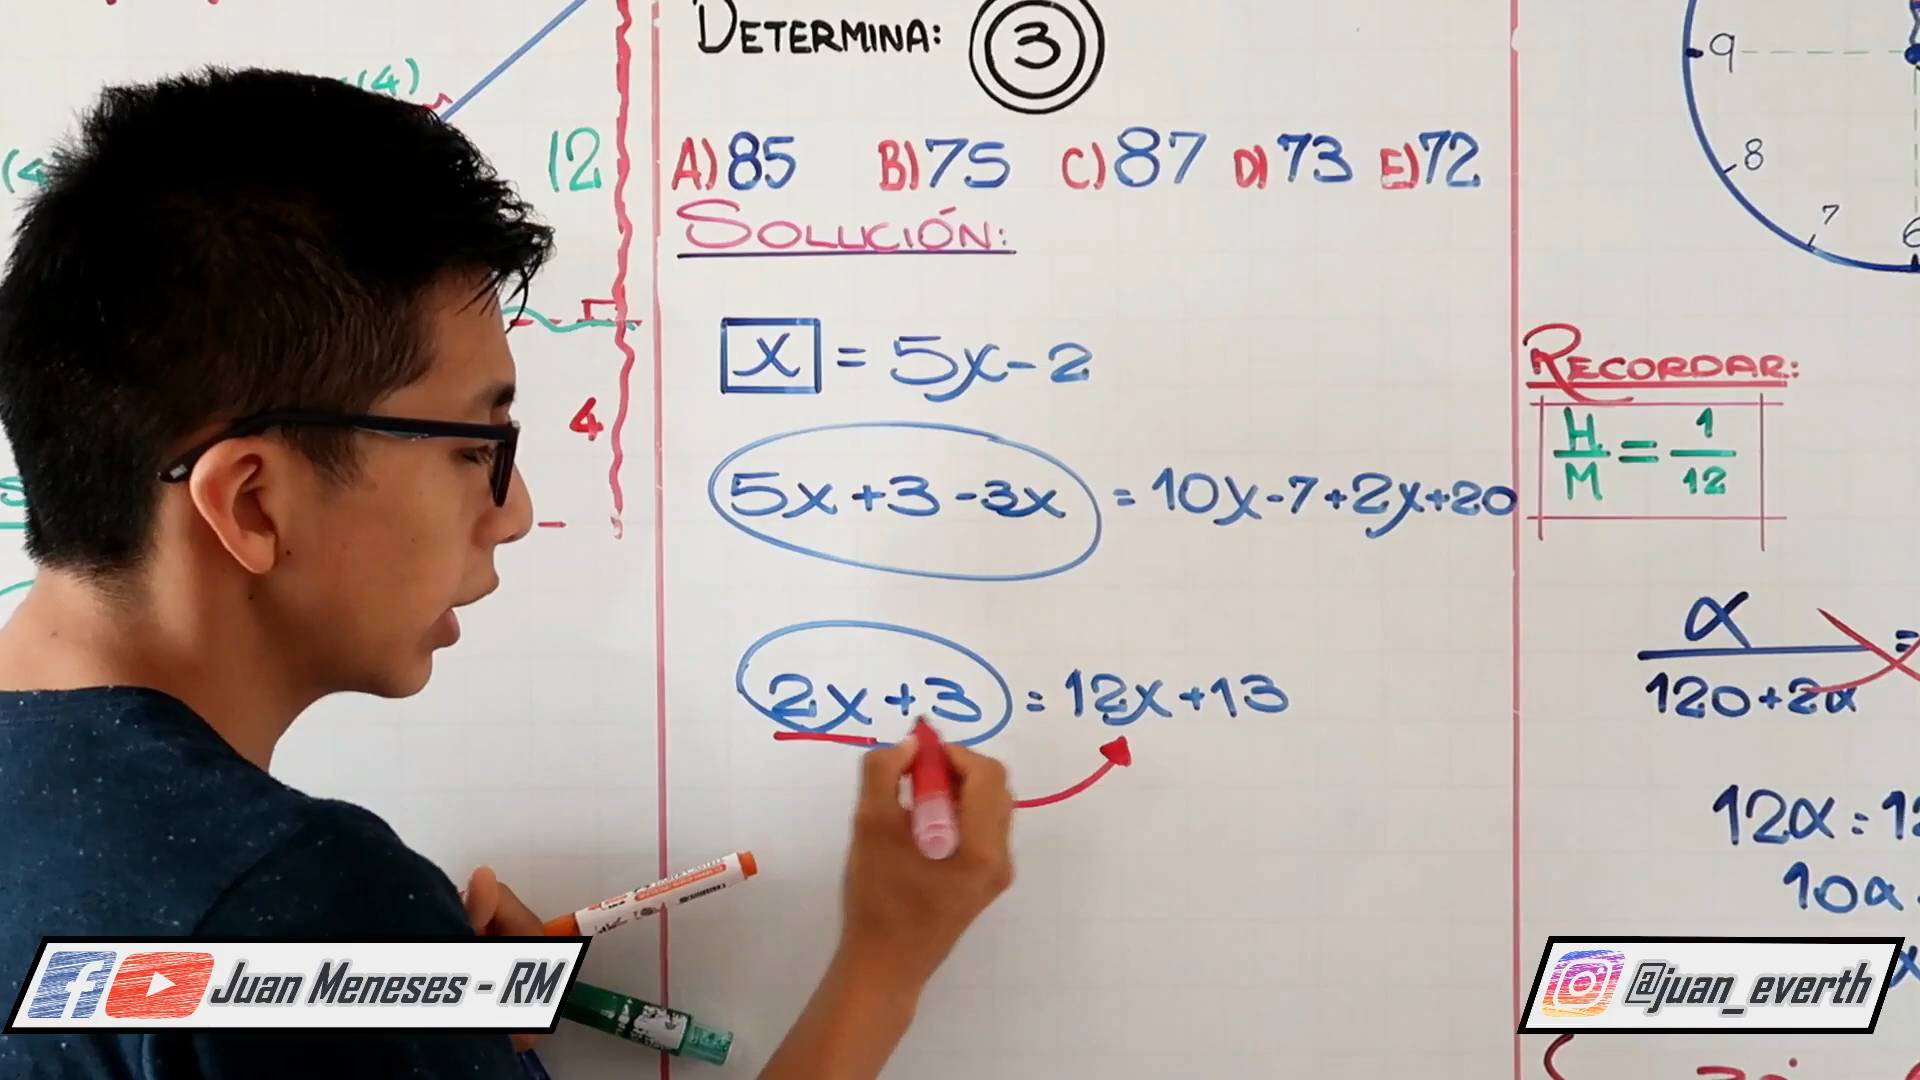 DETERMINA: 3
A) 85 B) 75 C) 87 D) 73 E) 72
SOLUCIÓN:
x = 5x - 2
5x + 3 - 3x = 10x - 7 + 2x + 20
2x + 3 = 12x + 13
(4)
12
4
9
8
7
6
RECORDAR:
H/M = 1/12
α/120+2α =
12α = 12
10α
Juan Meneses - RM
@juan_everth